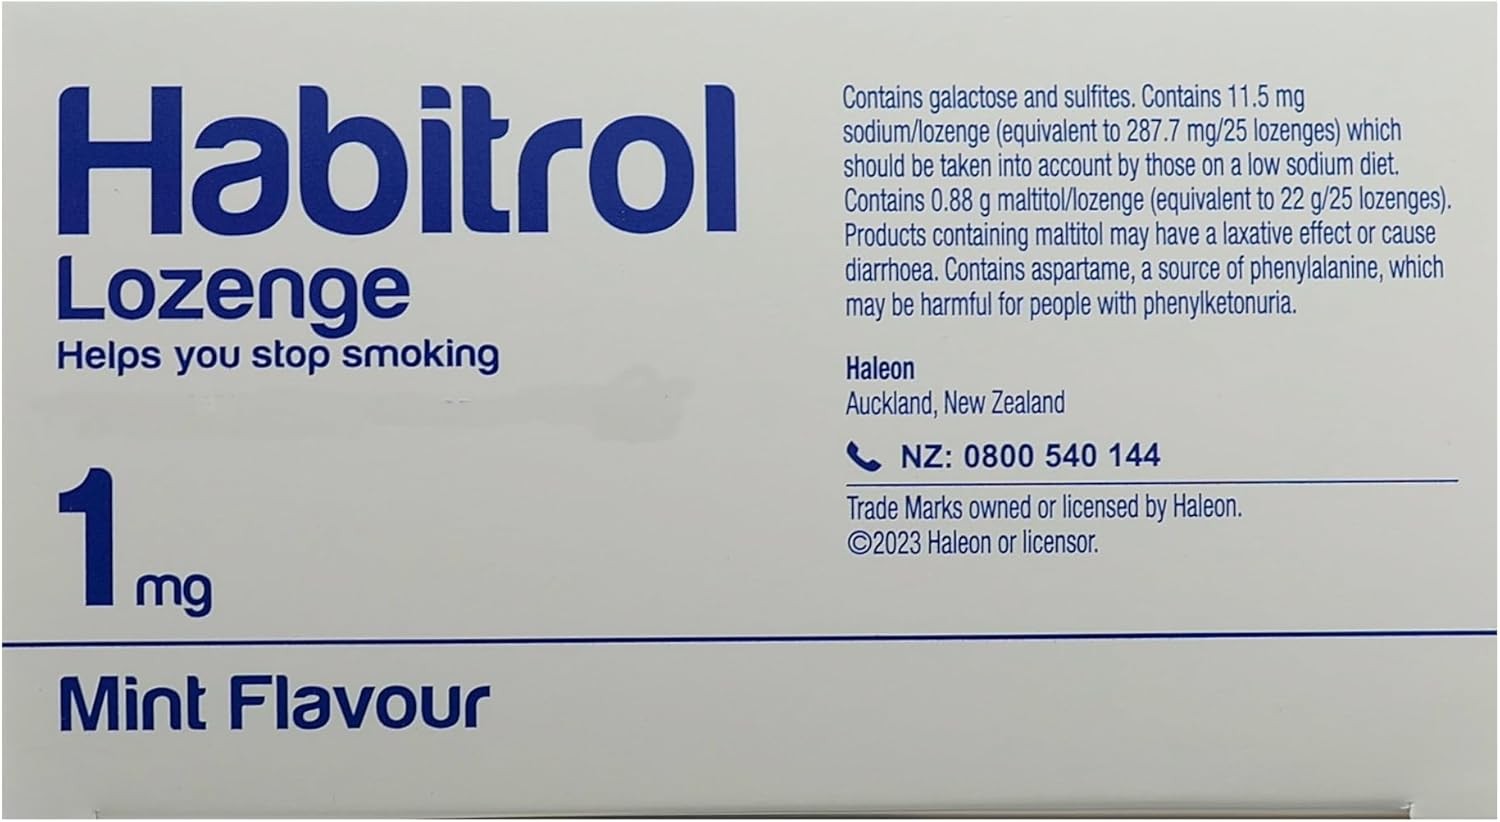 Habitrol
Lozenge
Helps you stop smoking
1 mg
Mint Flavour
Contains galactose and sulfites. Contains 11.5 mg
sodium/lozenge (equivalent to 287.7 mg/25 lozenges) which
should be taken into account by those on a low sodium diet.
Contains 0.88 g maltitol/lozenge (equivalent to 22 g/25 lozenges).
Products containing maltitol may have a laxative effect or cause
diarrhoea. Contains aspartame, a source of phenylalanine, which
may be harmful for people with phenylketonuria.
Haleon
Auckland, New Zealand
NZ: 0800 540 144
Trade Marks owned or licensed by Haleon.
©2023 Haleon or licensor.